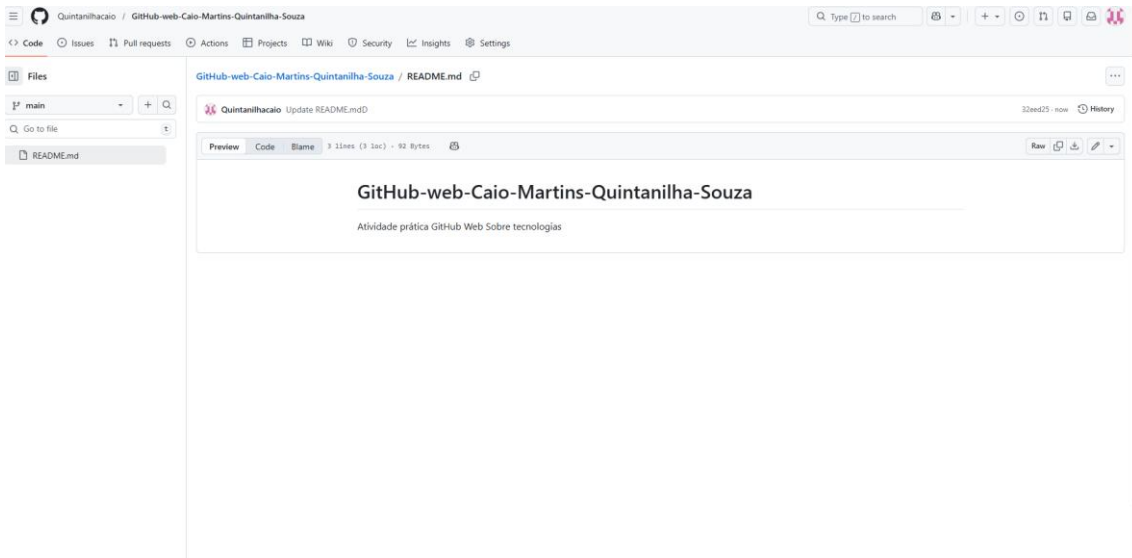 Quintanilhacaio / GitHub-web-Caio-Martins-Quintanilha-Souza
Type / to search
Code Issues Pull requests Actions Projects Wiki Security Insights Settings
Files
GitHub-web-Caio-Martins-Quintanilha-Souza / README.md
main
Quintanilhacaio Update README.mdD
32eed25 · now History
Go to file t
Preview Code Blame 3 lines (3 loc) · 92 Bytes
Raw
README.md
GitHub-web-Caio-Martins-Quintanilha-Souza
Atividade prática GitHub Web Sobre tecnologias